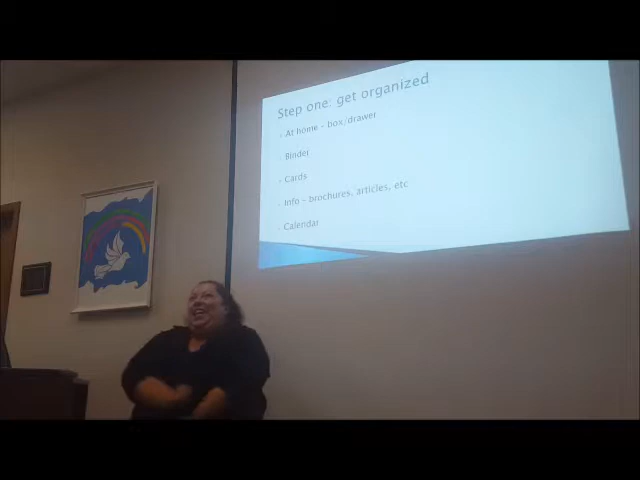 Step one: get organized
At home - box/drawer
Binder
Cards
Info - brochures, articles, etc
Calendar